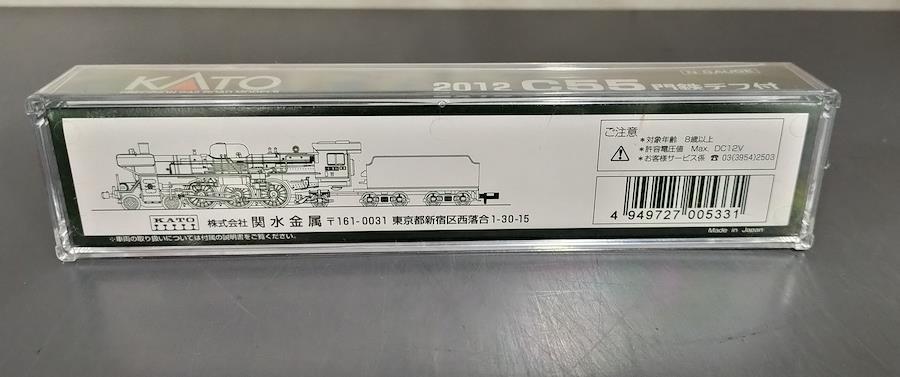 KATO
N GAUGE
2012 C55 門鉄デフ付
ご注意
*対象年齢 8歳以上
*許容電圧値 Max. DC12V
*お客様サービス係 ☎ 03(3954)2503
4 949727 005331
KATO
株式会社 関水金属 〒161-0031 東京都新宿区西落合1-30-15
※車両の取り扱いについては付属の説明書をご覧ください。
Made in Japan